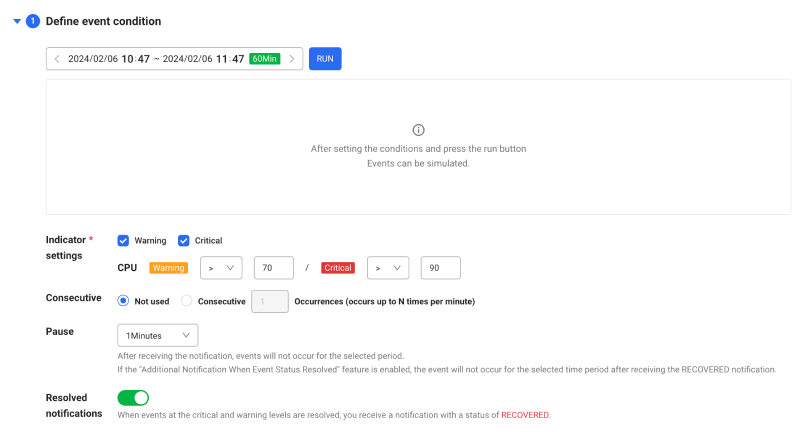 1 Define event condition
2024/02/06 10:47 ~ 2024/02/06 11:47 60Min RUN
After setting the conditions and press the run button
Events can be simulated.
Indicator * settings
Warning Critical
CPU Warning > 70 / Critical > 90
Consecutive Not used Consecutive 1 Occurrences (occurs up to N times per minute)
Pause 1Minutes
After receiving the notification, events will not occur for the selected period.
If the "Additional Notification When Event Status Resolved" feature is enabled, the event will not occur for the selected time period after receiving the RECOVERED notification.
Resolved
notifications When events at the critical and warning levels are resolved, you receive a notification with a status of RECOVERED.